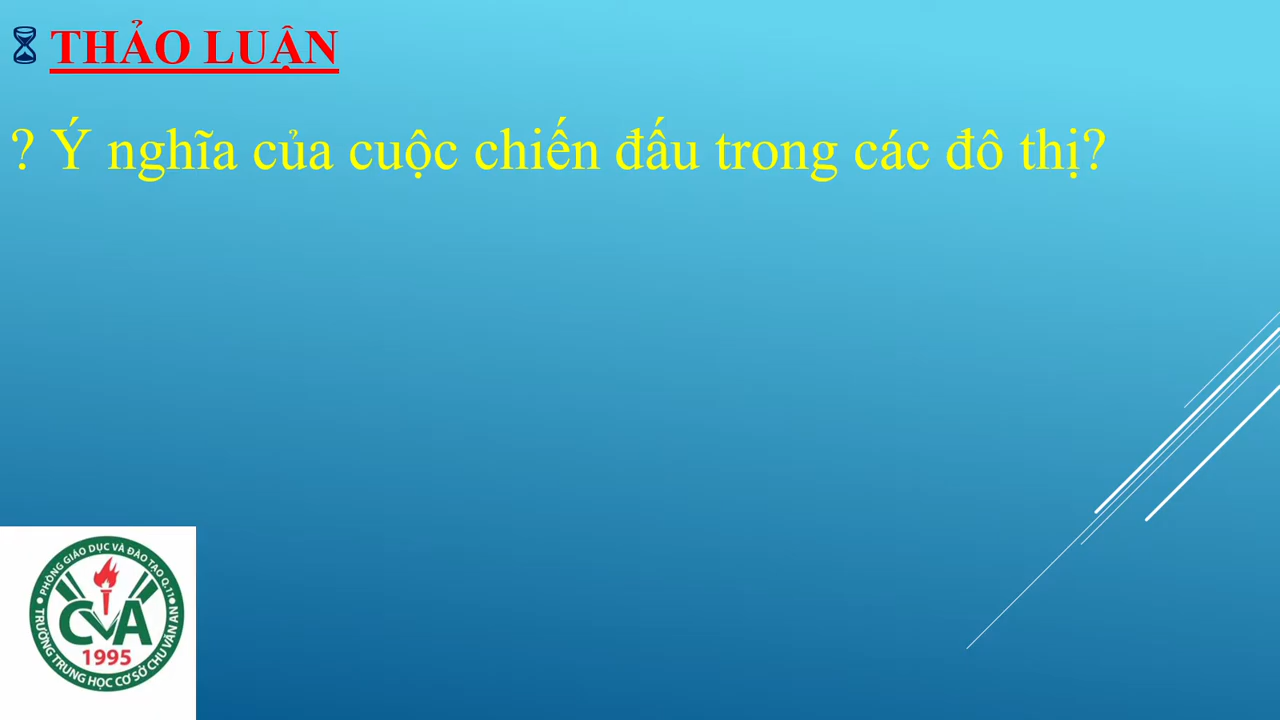 THẢO LUẬN
? Ý nghĩa của cuộc chiến đấu trong các đô thị?
PHÒNG GIÁO DỤC VÀ ĐÀO TẠO Q.11
CVA
1995
TRƯỜNG TRUNG HỌC CƠ SỞ CHU VĂN AN